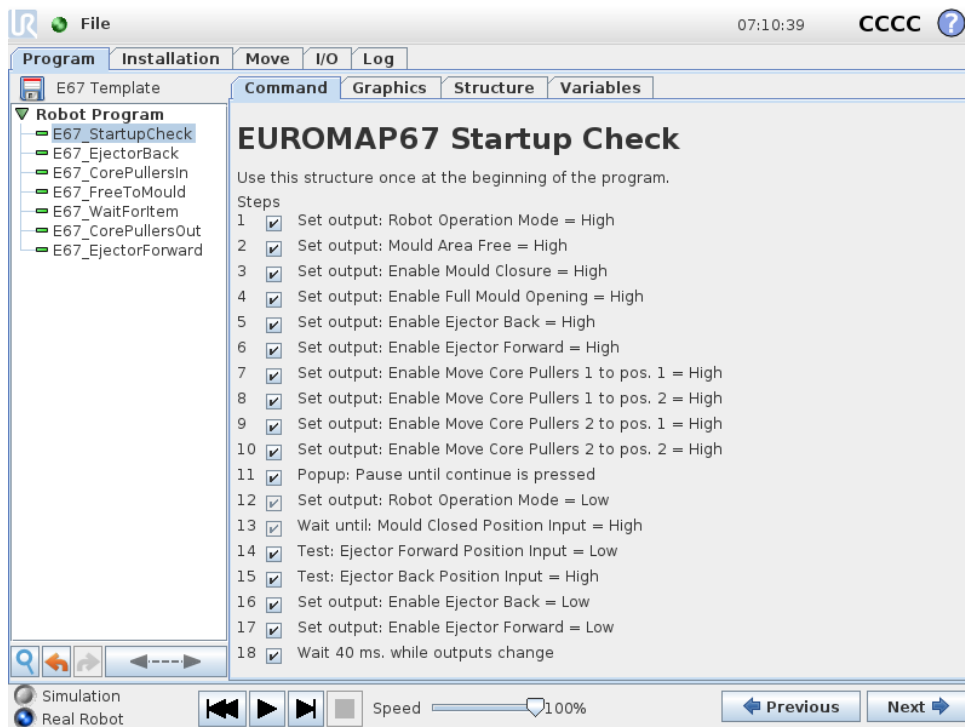 UR File 07:10:39 CCCC ?
Program Installation Move I/O Log
E67 Template Command Graphics Structure Variables
Robot Program
E67_StartupCheck
E67_EjectorBack
E67_CorePullersIn
E67_FreeToMould
E67_WaitForItem
E67_CorePullersOut
E67_EjectorForward
EUROMAP67 Startup Check
Use this structure once at the beginning of the program.
Steps
1 Set output: Robot Operation Mode = High
2 Set output: Mould Area Free = High
3 Set output: Enable Mould Closure = High
4 Set output: Enable Full Mould Opening = High
5 Set output: Enable Ejector Back = High
6 Set output: Enable Ejector Forward = High
7 Set output: Enable Move Core Pullers 1 to pos. 1 = High
8 Set output: Enable Move Core Pullers 1 to pos. 2 = High
9 Set output: Enable Move Core Pullers 2 to pos. 1 = High
10 Set output: Enable Move Core Pullers 2 to pos. 2 = High
11 Popup: Pause until continue is pressed
12 Set output: Robot Operation Mode = Low
13 Wait until: Mould Closed Position Input = High
14 Test: Ejector Forward Position Input = Low
15 Test: Ejector Back Position Input = High
16 Set output: Enable Ejector Back = Low
17 Set output: Enable Ejector Forward = Low
18 Wait 40 ms. while outputs change
Simulation
Real Robot
Speed 100%
Previous Next